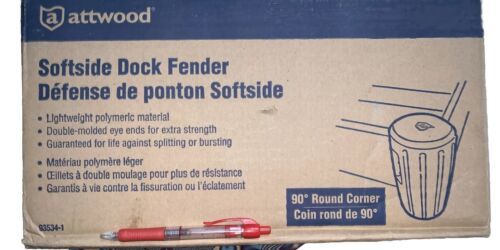 attwood
Softside Dock Fender
Défense de ponton Softside
• Lightweight polymeric material
• Double-molded eye ends for extra strength
• Guaranteed for life against splitting or bursting
• Matériau polymère léger
• Œillets à double moulage pour plus de résistance
• Garantis à vie contre la fissuration ou l'éclatement
90° Round Corner
Coin rond de 90°
93534-1